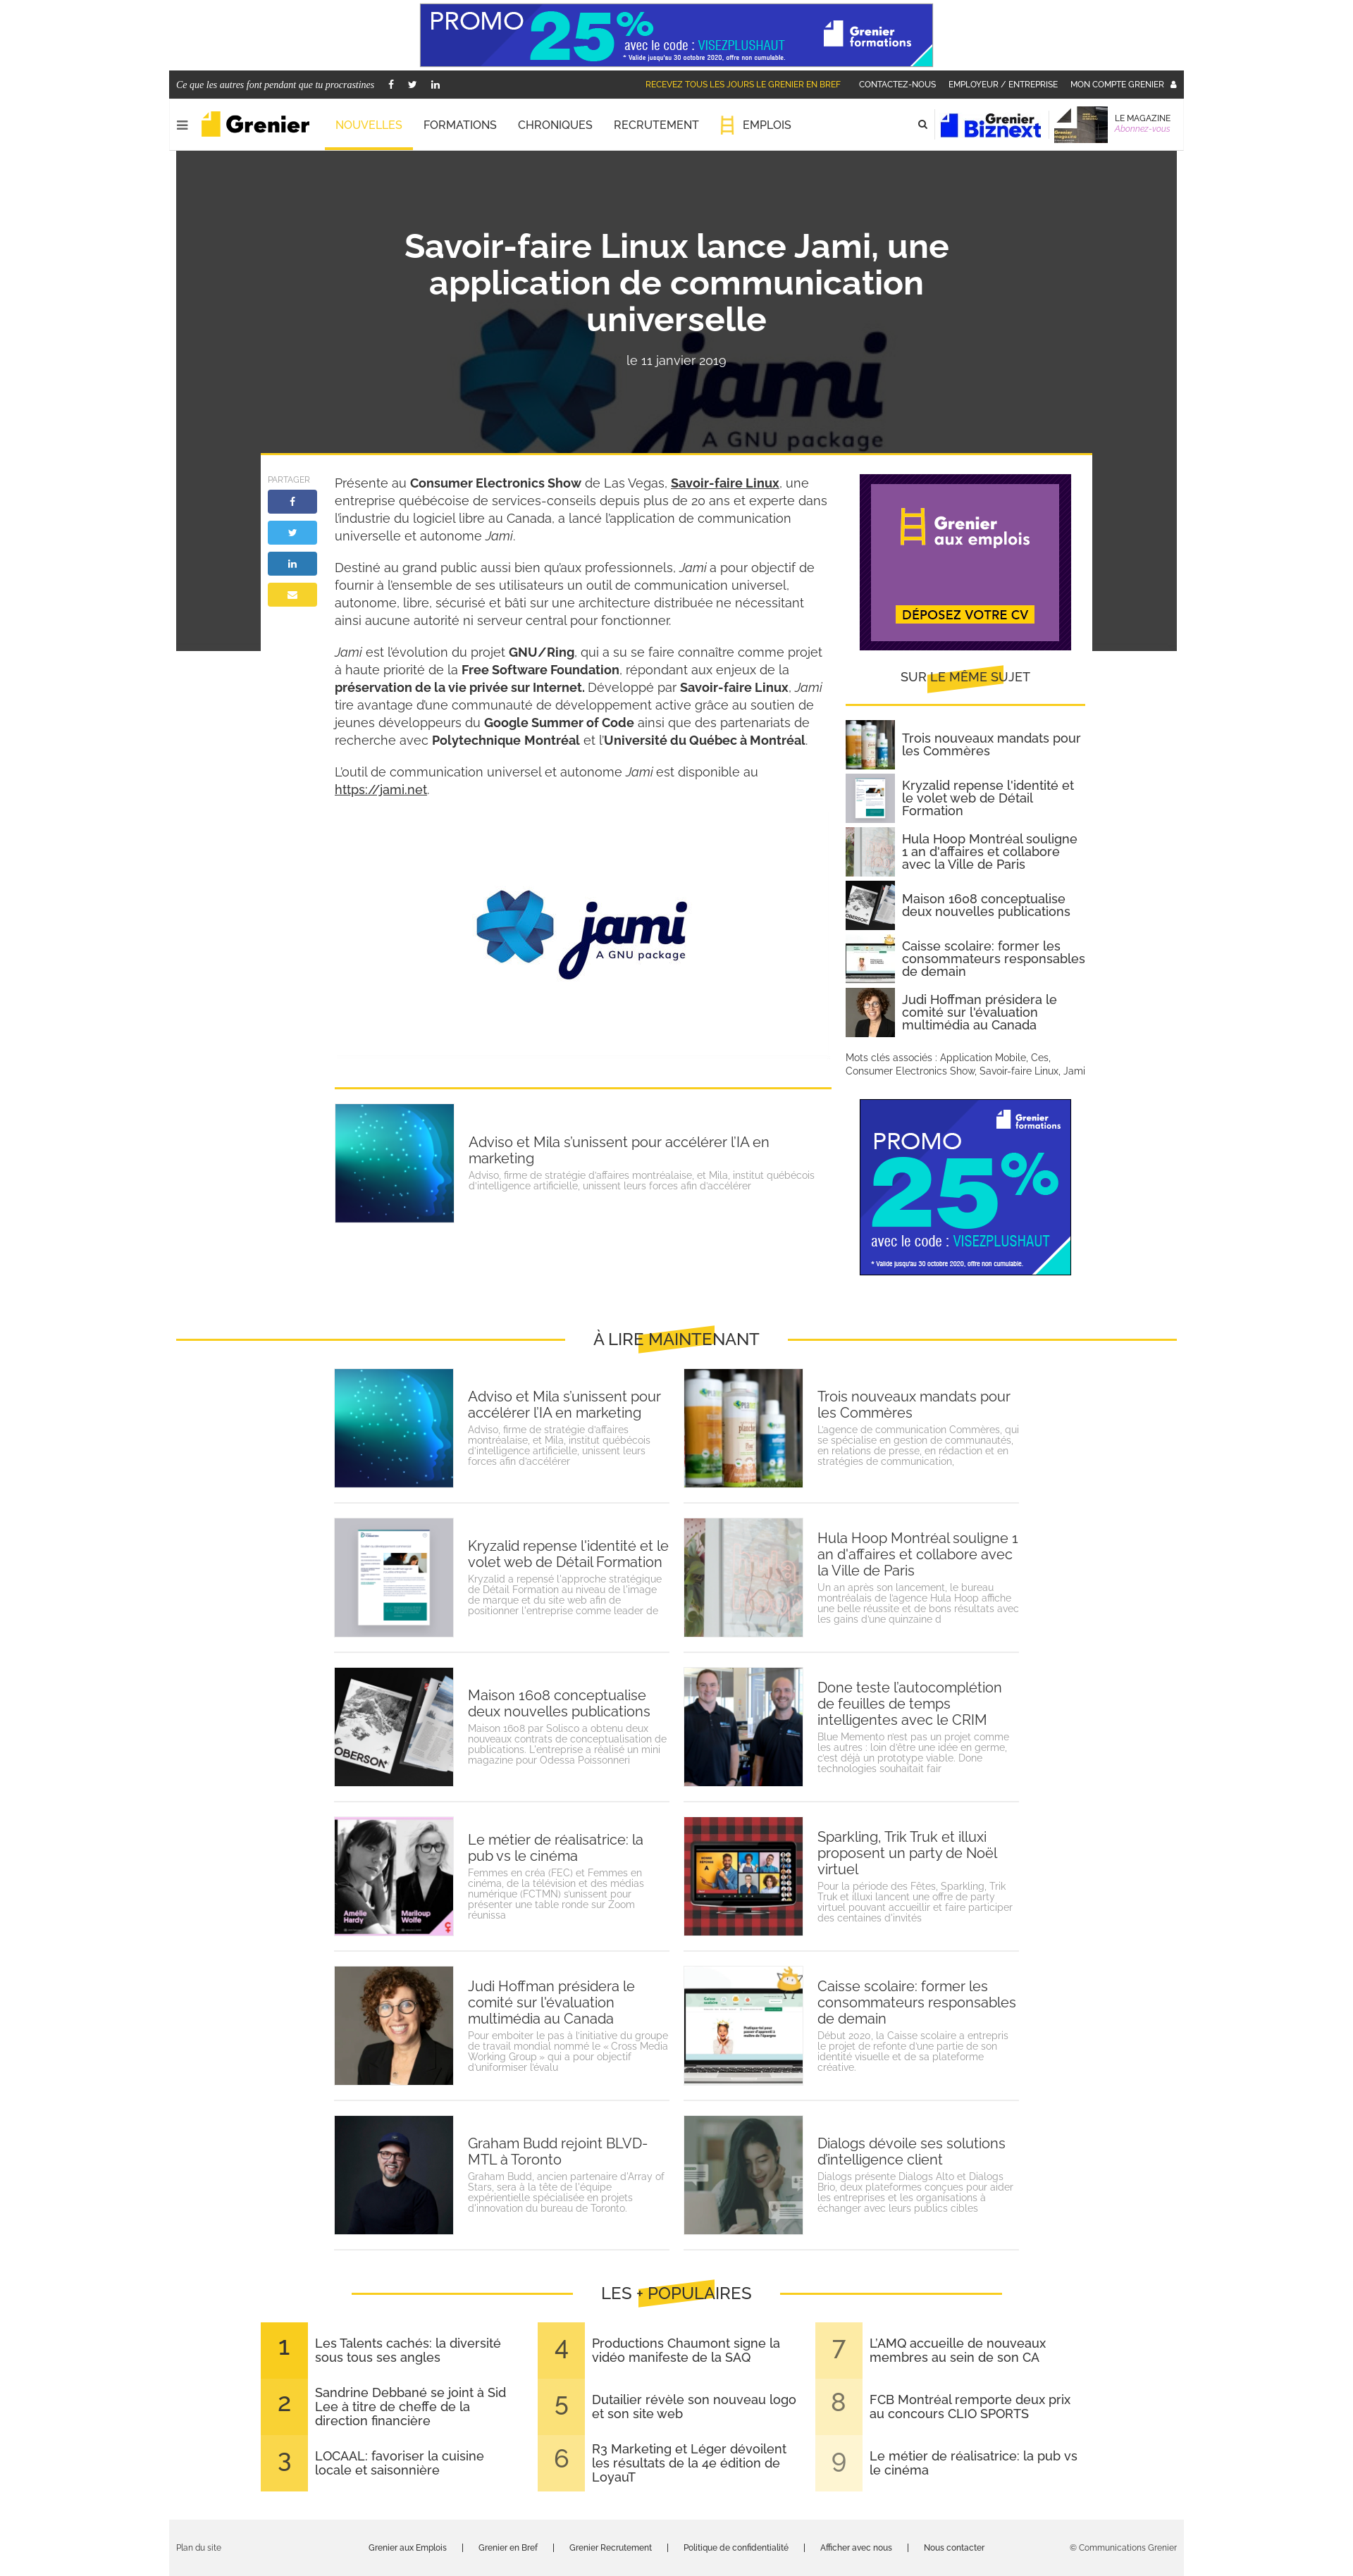 PROMO 25%
avec le code : VISEZPLUSHAUT
* Valide jusqu'au 30 octobre 2020, offre non cumulable.
Grenier
formations
Ce que les autres font pendant que tu procrastines
RECEVEZ TOUS LES JOURS LE GRENIER EN BREF
CONTACTEZ-NOUS
EMPLOYEUR / ENTREPRISE
MON COMPTE GRENIER
Grenier
NOUVELLES
FORMATIONS
CHRONIQUES
RECRUTEMENT
EMPLOIS
Grenier
Biznext
LE MAGAZINE
Abonnez-vous
Savoir-faire Linux lance Jami, une
application de communication
universelle
le 11 janvier 2019
jami
A GNU package
PARTAGER
Présente au Consumer Electronics Show de Las Vegas, Savoir-faire Linux, une
entreprise québécoise de services-conseils depuis plus de 20 ans et experte dans
l'industrie du logiciel libre au Canada, a lancé l'application de communication
universelle et autonome Jami.
Destiné au grand public aussi bien qu'aux professionnels, Jami a pour objectif de
fournir à l'ensemble de ses utilisateurs un outil de communication universel,
autonome, libre, sécurisé et bâti sur une architecture distribuée ne nécessitant
ainsi aucune autorité ni serveur central pour fonctionner.
Jami est l'évolution du projet GNU/Ring, qui a su se faire connaître comme projet
à haute priorité de la Free Software Foundation, répondant aux enjeux de la
préservation de la vie privée sur Internet. Développé par Savoir-faire Linux, Jami
tire avantage d'une communauté de développement active grâce au soutien de
jeunes développeurs du Google Summer of Code ainsi que des partenariats de
recherche avec Polytechnique Montréal et l'Université du Québec à Montréal.
L'outil de communication universel et autonome Jami est disponible au
https://jami.net.
jami
A GNU package
Grenier
aux emplois
DÉPOSEZ VOTRE CV
SUR LE MÊME SUJET
Trois nouveaux mandats pour
les Commères
Kryzalid repense l'identité et
le volet web de Détail
Formation
Hula Hoop Montréal souligne
1 an d'affaires et collabore
avec la Ville de Paris
Maison 1608 conceptualise
deux nouvelles publications
Caisse scolaire: former les
consommateurs responsables
de demain
Judi Hoffman présidera le
comité sur l'évaluation
multimédia au Canada
Mots clés associés : Application Mobile, Ces,
Consumer Electronics Show, Savoir-faire Linux, Jami
Adviso et Mila s'unissent pour accélérer l'IA en
marketing
Adviso, firme de stratégie d'affaires montréalaise, et Mila, institut québécois
d'intelligence artificielle, unissent leurs forces afin d'accélérer
Grenier
formations
PROMO
25%
avec le code : VISEZPLUSHAUT
* Valide jusqu'au 30 octobre 2020, offre non cumulable.
À LIRE MAINTENANT
Adviso et Mila s'unissent pour
accélérer l'IA en marketing
Adviso, firme de stratégie d'affaires
montréalaise, et Mila, institut québécois
d'intelligence artificielle, unissent leurs
forces afin d'accélérer
Trois nouveaux mandats pour
les Commères
L'agence de communication Commères, qui
se spécialise en gestion de communautés,
en relations de presse, en rédaction et en
stratégies de communication,
Kryzalid repense l'identité et le
volet web de Détail Formation
Kryzalid a repensé l'approche stratégique
de Détail Formation au niveau de l'image
de marque et du site web afin de
positionner l'entreprise comme leader de
Hula Hoop Montréal souligne 1
an d'affaires et collabore avec
la Ville de Paris
Un an après son lancement, le bureau
montréalais de l'agence Hula Hoop affiche
une belle réussite et de bons résultats avec
les gains d'une quinzaine d
OBERSON
Maison 1608 conceptualise
deux nouvelles publications
Maison 1608 par Solisco a obtenu deux
nouveaux contrats de conceptualisation de
publications. L'entreprise a réalisé un mini
magazine pour Odessa Poissonneri
Done teste l'autocomplétion
de feuilles de temps
intelligentes avec le CRIM
Blue Memento n'est pas un projet comme
les autres : loin d'être une idée en germe,
c'est déjà un prototype viable. Done
technologies souhaitait fair
Amélie
Hardy
Mariloup
Wolfe
Le métier de réalisatrice: la
pub vs le cinéma
Femmes en créa (FEC) et Femmes en
cinéma, de la télévision et des médias
numérique (FCTMN) s'unissent pour
présenter une table ronde sur Zoom
réunissa
Sparkling, Trik Truk et illuxi
proposent un party de Noël
virtuel
Pour la période des Fêtes, Sparkling, Trik
Truk et illuxi lancent une offre de party
virtuel pouvant accueillir et faire participer
des centaines d'invités
Judi Hoffman présidera le
comité sur l'évaluation
multimédia au Canada
Pour emboiter le pas à l'initiative du groupe
de travail mondial nommé le « Cross Media
Working Group » qui a pour objectif
d'uniformiser l'évalu
Caisse scolaire: former les
consommateurs responsables
de demain
Début 2020, la Caisse scolaire a entrepris
le projet de refonte d'une partie de son
identité visuelle et de sa plateforme
créative.
Graham Budd rejoint BLVD-
MTL à Toronto
Graham Budd, ancien partenaire d'Array of
Stars, sera à la tête de l'équipe
expérientielle spécialisée en projets
d'innovation du bureau de Toronto.
Dialogs dévoile ses solutions
d'intelligence client
Dialogs présente Dialogs Alto et Dialogs
Brio, deux plateformes conçues pour aider
les entreprises et les organisations à
échanger avec leurs publics cibles
LES + POPULAIRES
1
Les Talents cachés: la diversité
sous tous ses angles
2
Sandrine Debbané se joint à Sid
Lee à titre de cheffe de la
direction financière
3
LOCAAL: favoriser la cuisine
locale et saisonnière
4
Productions Chaumont signe la
vidéo manifeste de la SAQ
5
Dutailier révèle son nouveau logo
et son site web
6
R3 Marketing et Léger dévoilent
les résultats de la 4e édition de
LoyauT
7
L'AMQ accueille de nouveaux
membres au sein de son CA
8
FCB Montréal remporte deux prix
au concours CLIO SPORTS
9
Le métier de réalisatrice: la pub vs
le cinéma
Plan du site
Grenier aux Emplois | Grenier en Bref | Grenier Recrutement | Politique de confidentialité | Afficher avec nous | Nous contacter
© Communications Grenier